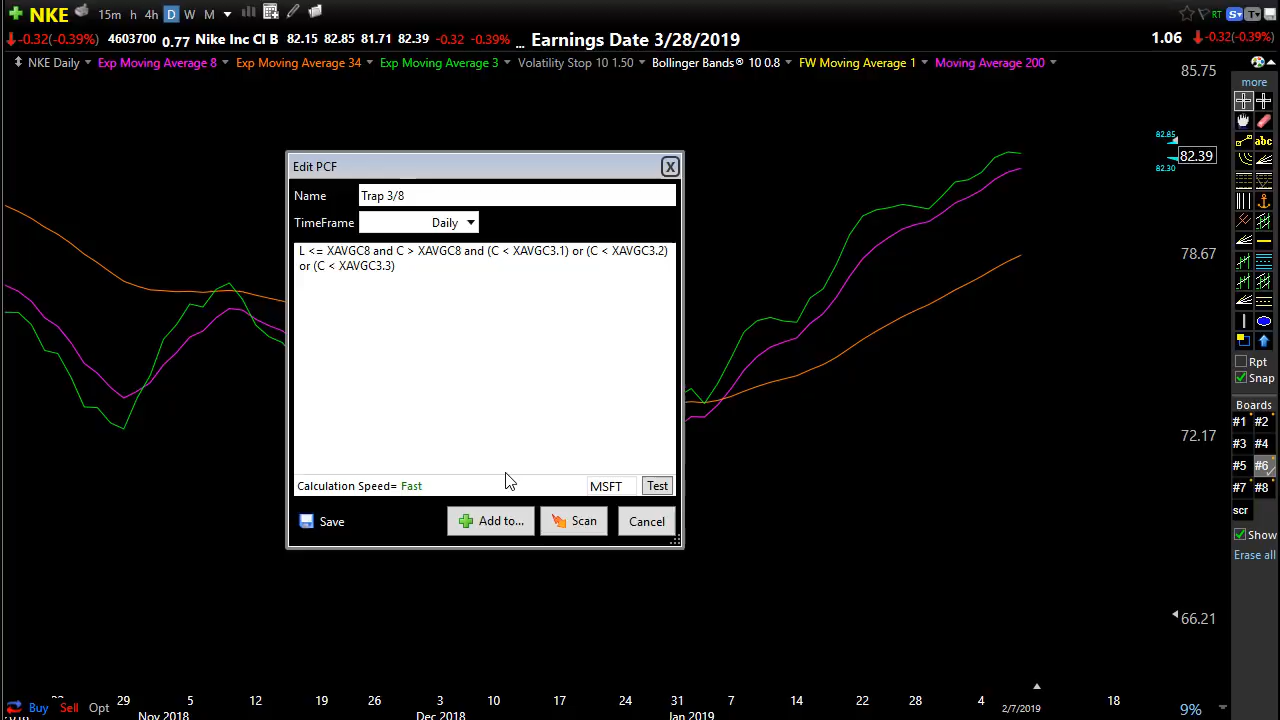 NKE 15m h 4h D W M RT S T
-0.32(-0.39%) 4603700 0.77 Nike Inc Cl B 82.15 82.85 81.71 82.39 -0.32 -0.39% ... Earnings Date 3/28/2019 1.06 -0.32(-0.39%)
NKE Daily Exp Moving Average 8 Exp Moving Average 34 Exp Moving Average 3 Volatility Stop 10 1.50 Bollinger Bands® 10 0.8 FW Moving Average 1 Moving Average 200
85.75
more
abc
82.85
82.39
82.30
Edit PCF X
Name Trap 3/8
TimeFrame Daily
L <= XAVGC8 and C > XAVGC8 and (C < XAVGC3.1) or (C < XAVGC3.2)
or (C < XAVGC3.3)
78.67
Rpt
Snap
Boards
#1 #2
#3 #4
#5 #6
#7 #8
scr
Show
Erase all
72.17
Calculation Speed= Fast MSFT Test
Save Add to... Scan Cancel
66.21
29 5 12 19 26 3 10 17 24 31 7 14 22 28 4 18
Buy Sell Opt Nov 2018 Dec 2018 Jan 2019 2/7/2019 9%